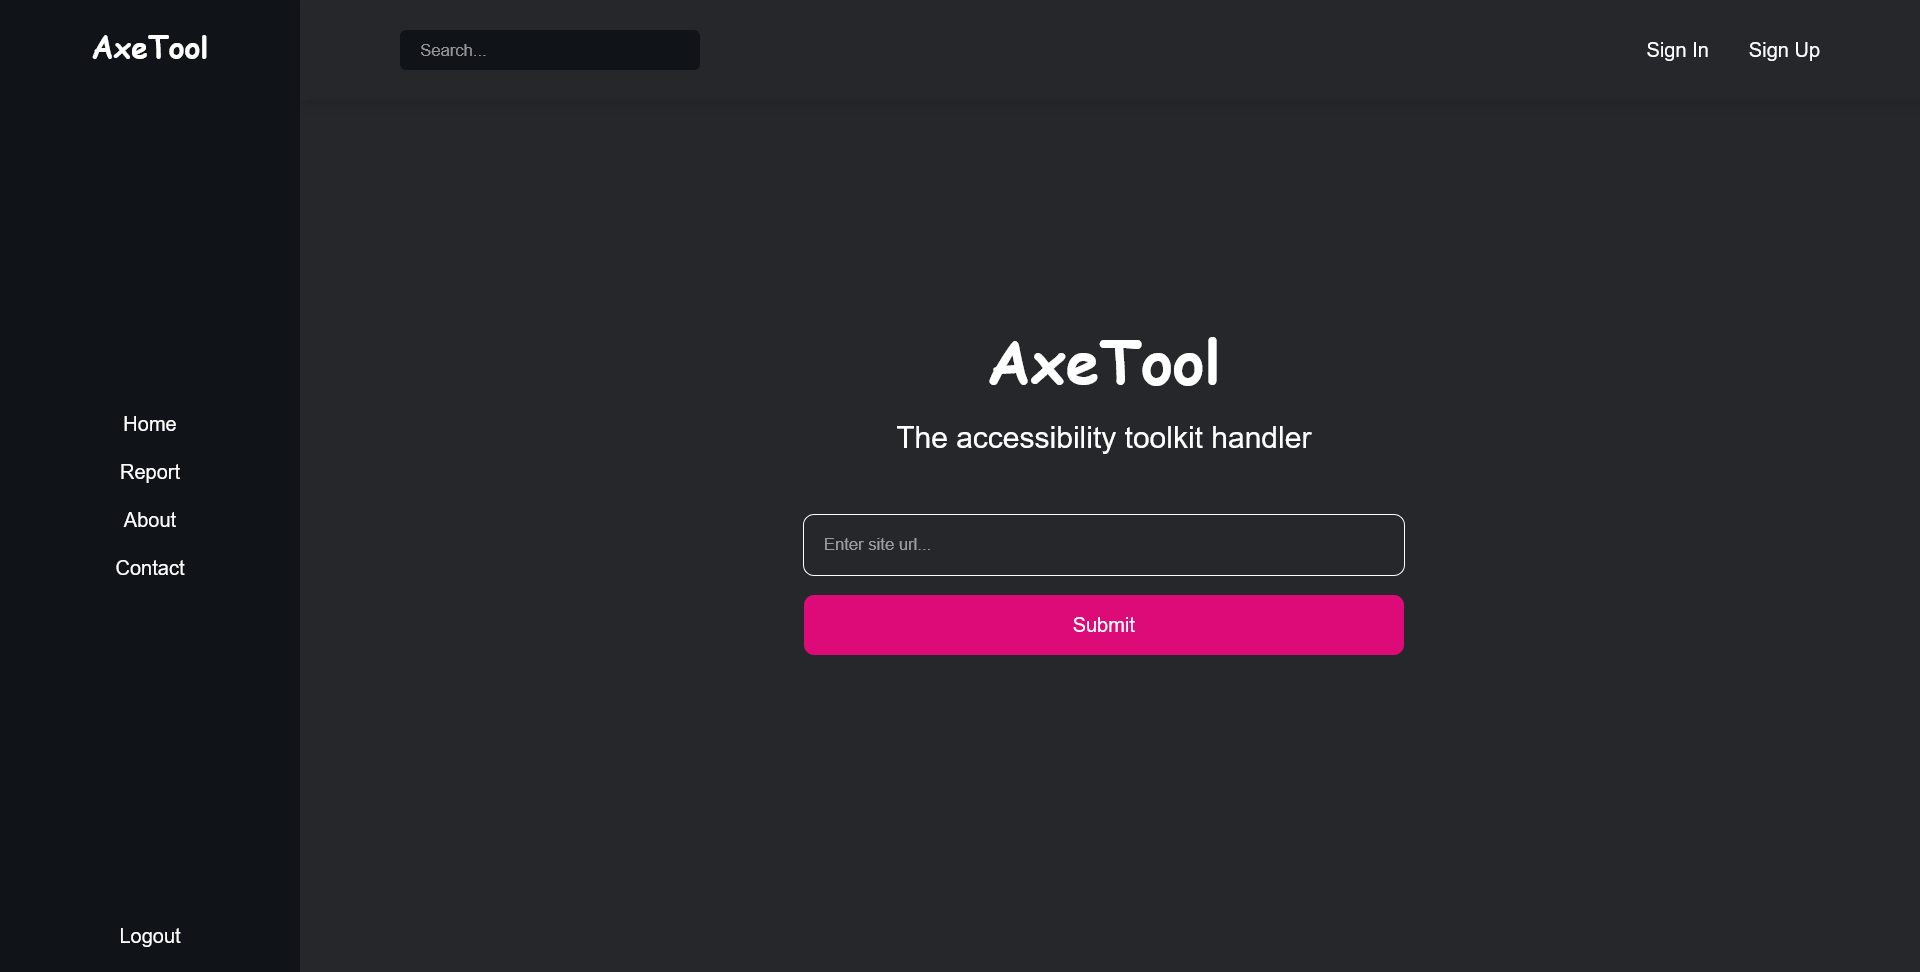 AxeTool
Search...
Sign In
Sign Up
Home
Report
About
Contact
Logout
AxeTool
The accessibility toolkit handler
Enter site url...
Submit